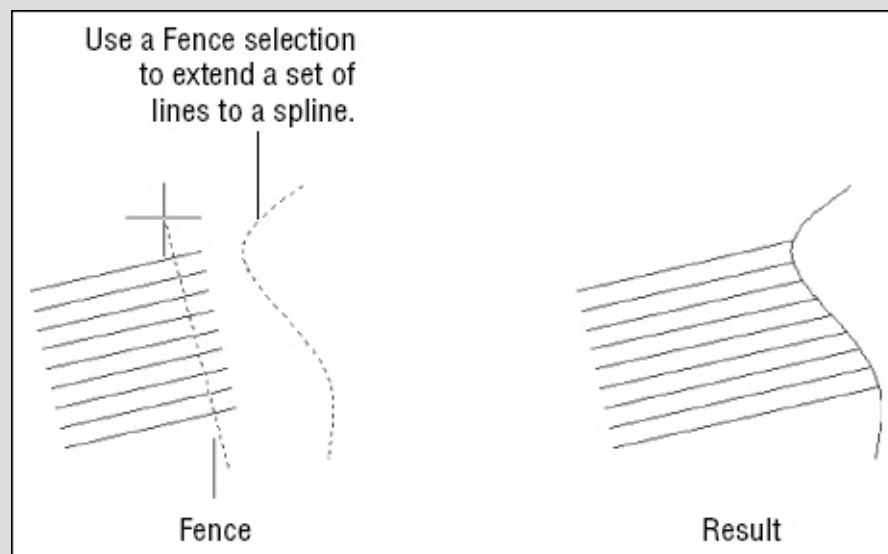 Use a Fence selection
to extend a set of
lines to a spline.
Fence
Result